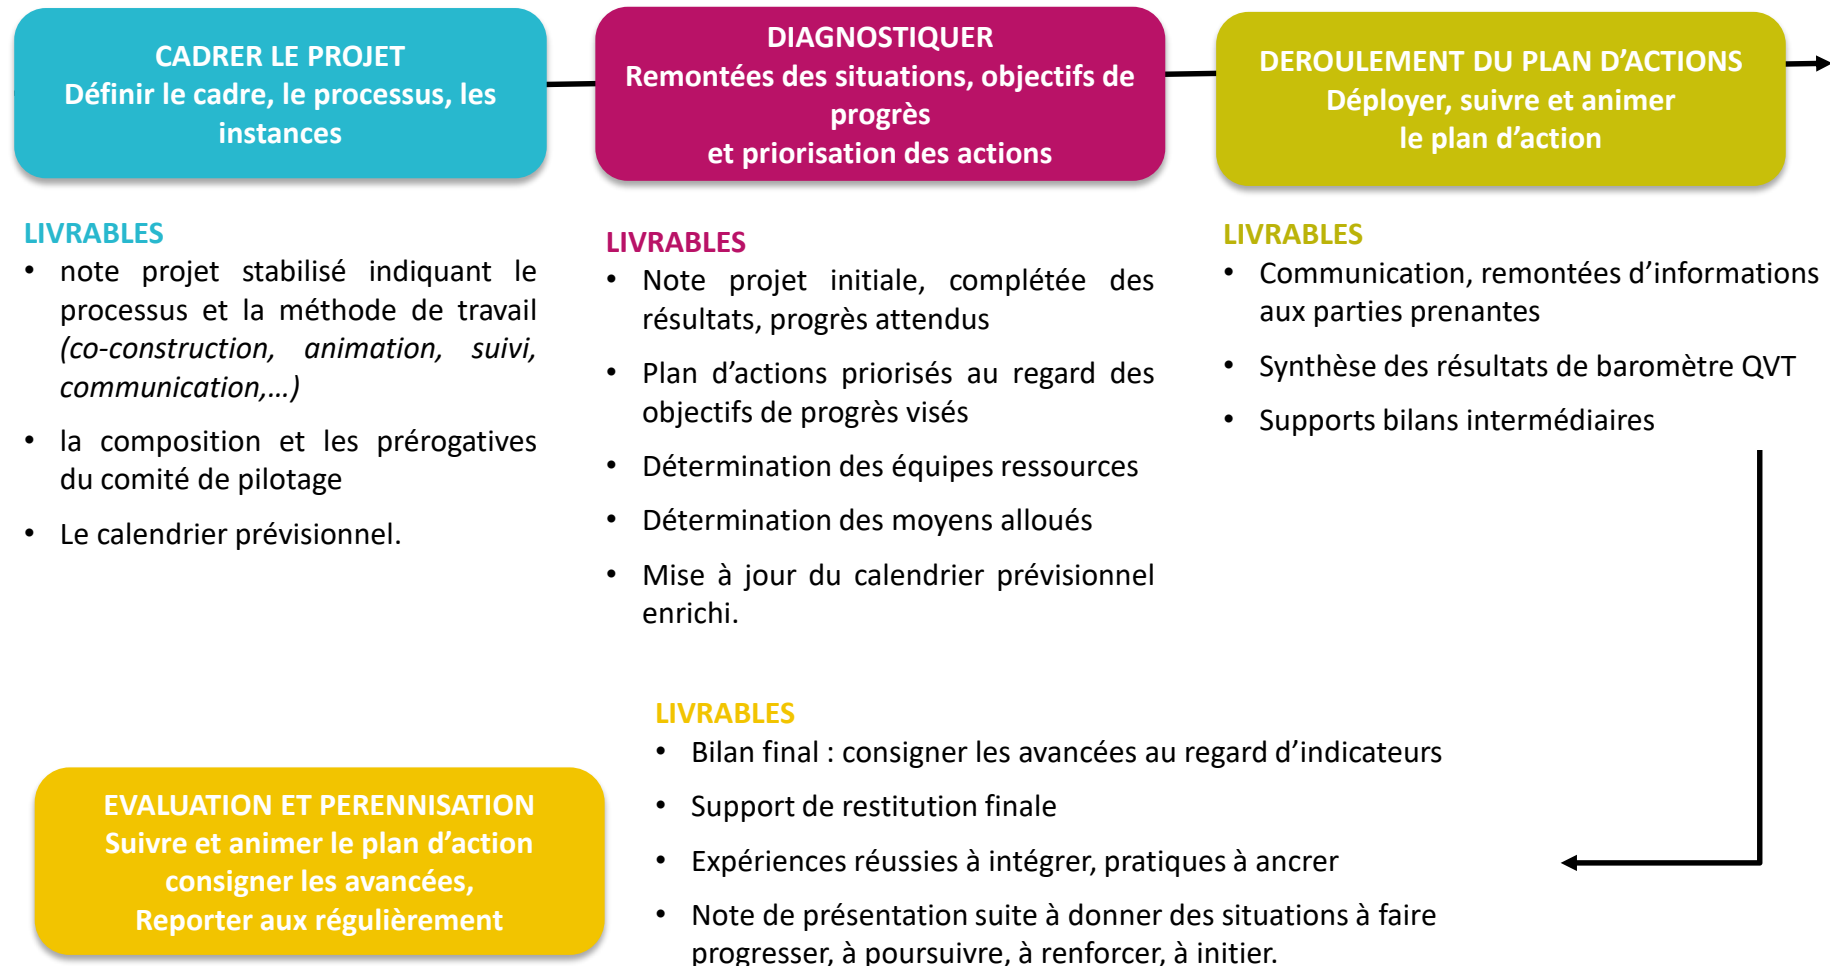 CADRER LE PROJET
Définir le cadre, le processus, les
instances
DIAGNOSTIQUER
Remontées des situations, objectifs de
progrès
et priorisation des actions
DEROULEMENT DU PLAN D’ACTIONS
Déployer, suivre et animer
le plan d’action
LIVRABLES
• note projet stabilisé indiquant le
processus et la méthode de travail
(co-construction, animation, suivi,
communication,…)
• la composition et les prérogatives
du comité de pilotage
• Le calendrier prévisionnel.
LIVRABLES
• Note projet initiale, complétée des
résultats, progrès attendus
• Plan d’actions priorisés au regard des
objectifs de progrès visés
• Détermination des équipes ressources
• Détermination des moyens alloués
• Mise à jour du calendrier prévisionnel
enrichi.
LIVRABLES
• Communication, remontées d’informations
aux parties prenantes
• Synthèse des résultats de baromètre QVT
• Supports bilans intermédiaires
EVALUATION ET PERENNISATION
Suivre et animer le plan d’action
consigner les avancées,
Reporter aux régulièrement
LIVRABLES
• Bilan final : consigner les avancées au regard d’indicateurs
• Support de restitution finale
• Expériences réussies à intégrer, pratiques à ancrer
• Note de présentation suite à donner des situations à faire
progresser, à poursuivre, à renforcer, à initier.